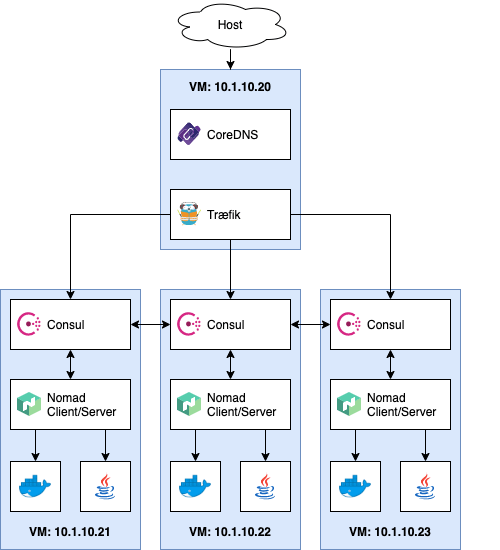 Host
VM: 10.1.10.20
CoreDNS
Træfik
Consul
Consul
Consul
Nomad
Client/Server
Nomad
Client/Server
Nomad
Client/Server
VM: 10.1.10.21
VM: 10.1.10.22
VM: 10.1.10.23